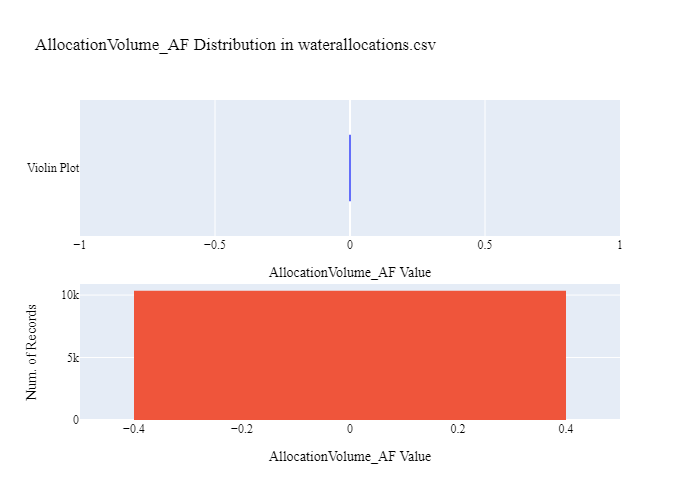 AllocationVolume_AF Distribution in waterallocations.csv
Violin Plot
−1 −0.5 0 0.5 1
AllocationVolume_AF Value
10k
5k
0
Num. of Records
−0.4 −0.2 0 0.2 0.4
AllocationVolume_AF Value